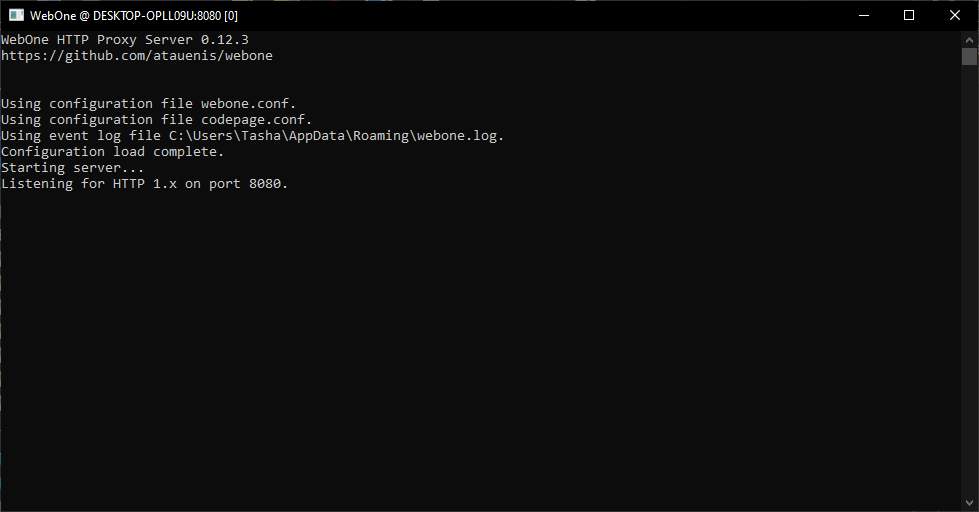 WebOne @ DESKTOP-OPLL09U:8080 [0]
WebOne HTTP Proxy Server 0.12.3
https://github.com/atauenis/webone
Using configuration file webone.conf.
Using configuration file codepage.conf.
Using event log file C:\Users\Tasha\AppData\Roaming\webone.log.
Configuration load complete.
Starting server...
Listening for HTTP 1.x on port 8080.